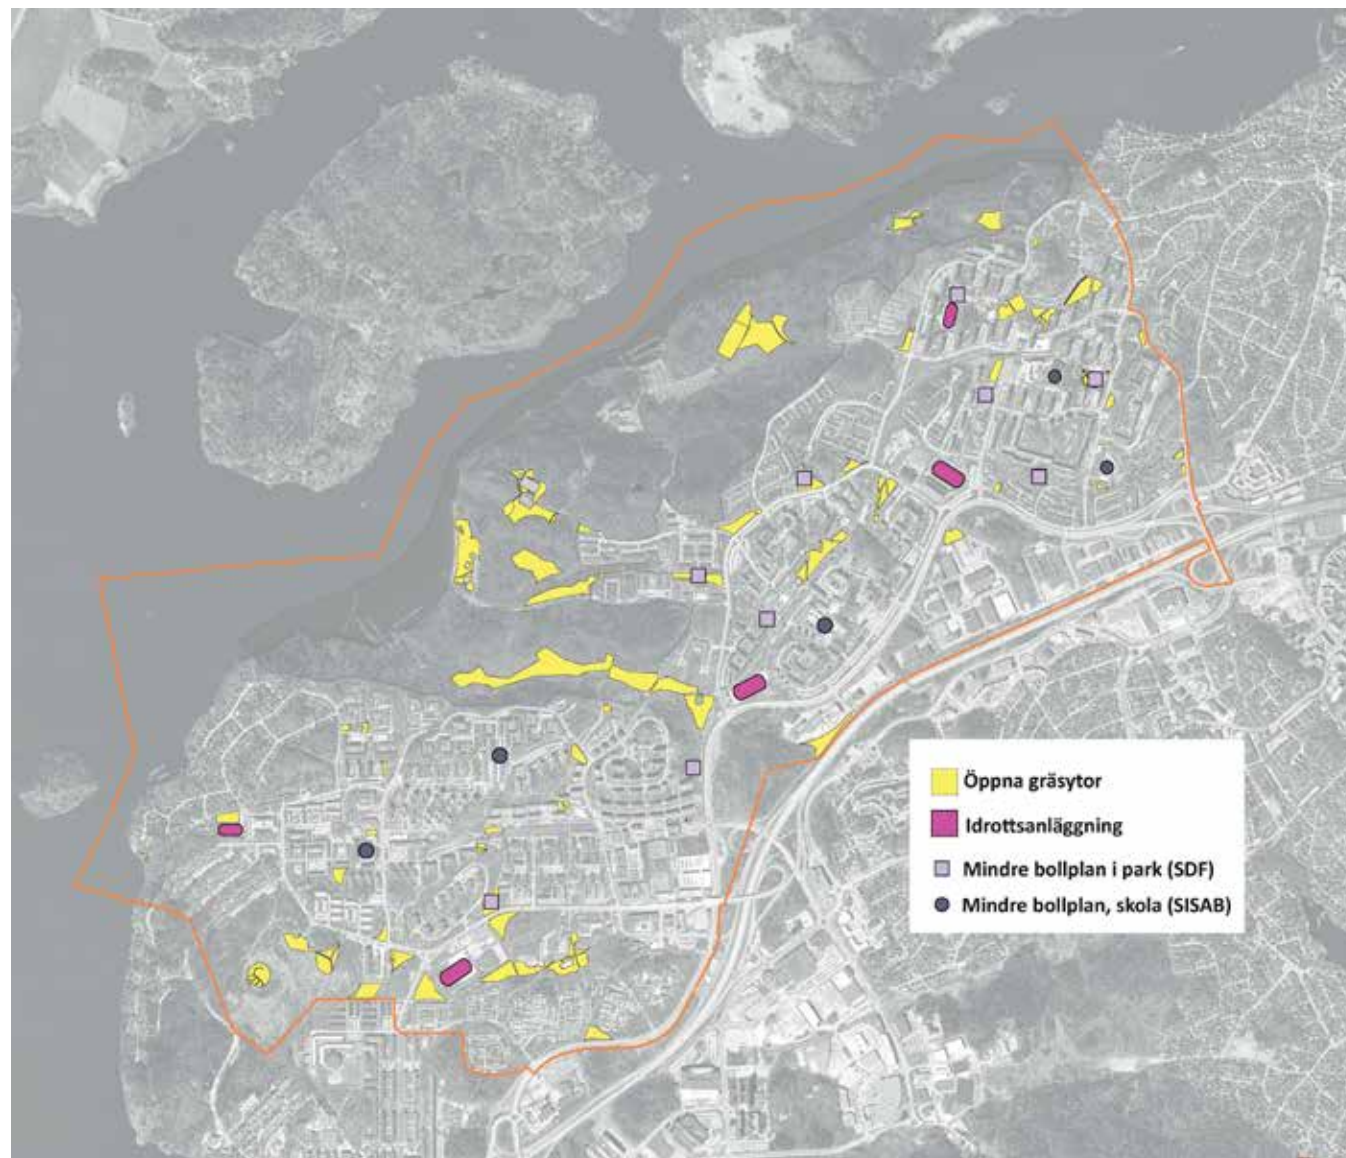 Öppna gräsytor
Idrottsanläggning
Mindre bollplan i park (SDF)
Mindre bollplan, skola (SISAB)